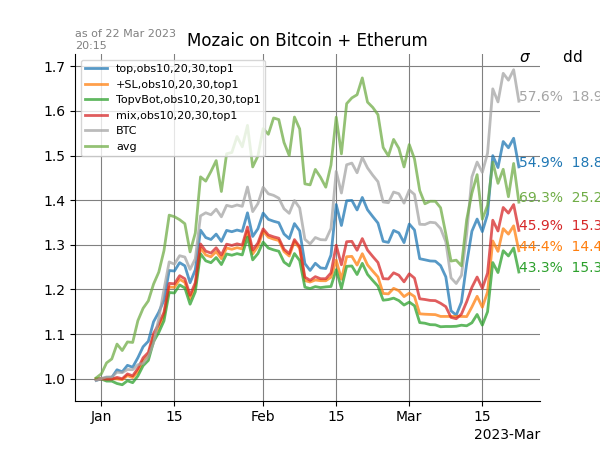 as of 22 Mar 2023
20:15
Mozaic on Bitcoin + Etherum
σ dd
top,obs10,20,30,top1
+SL,obs10,20,30,top1
TopvBot,obs10,20,30,top1
mix,obs10,20,30,top1
BTC
avg
1.7
1.6
1.5
1.4
1.3
1.2
1.1
1.0
57.6% 18.9
54.9% 18.8
69.3% 25.2
45.9% 15.3
44.4% 14.4
43.3% 15.3
Jan 15 Feb 15 Mar 15
2023-Mar